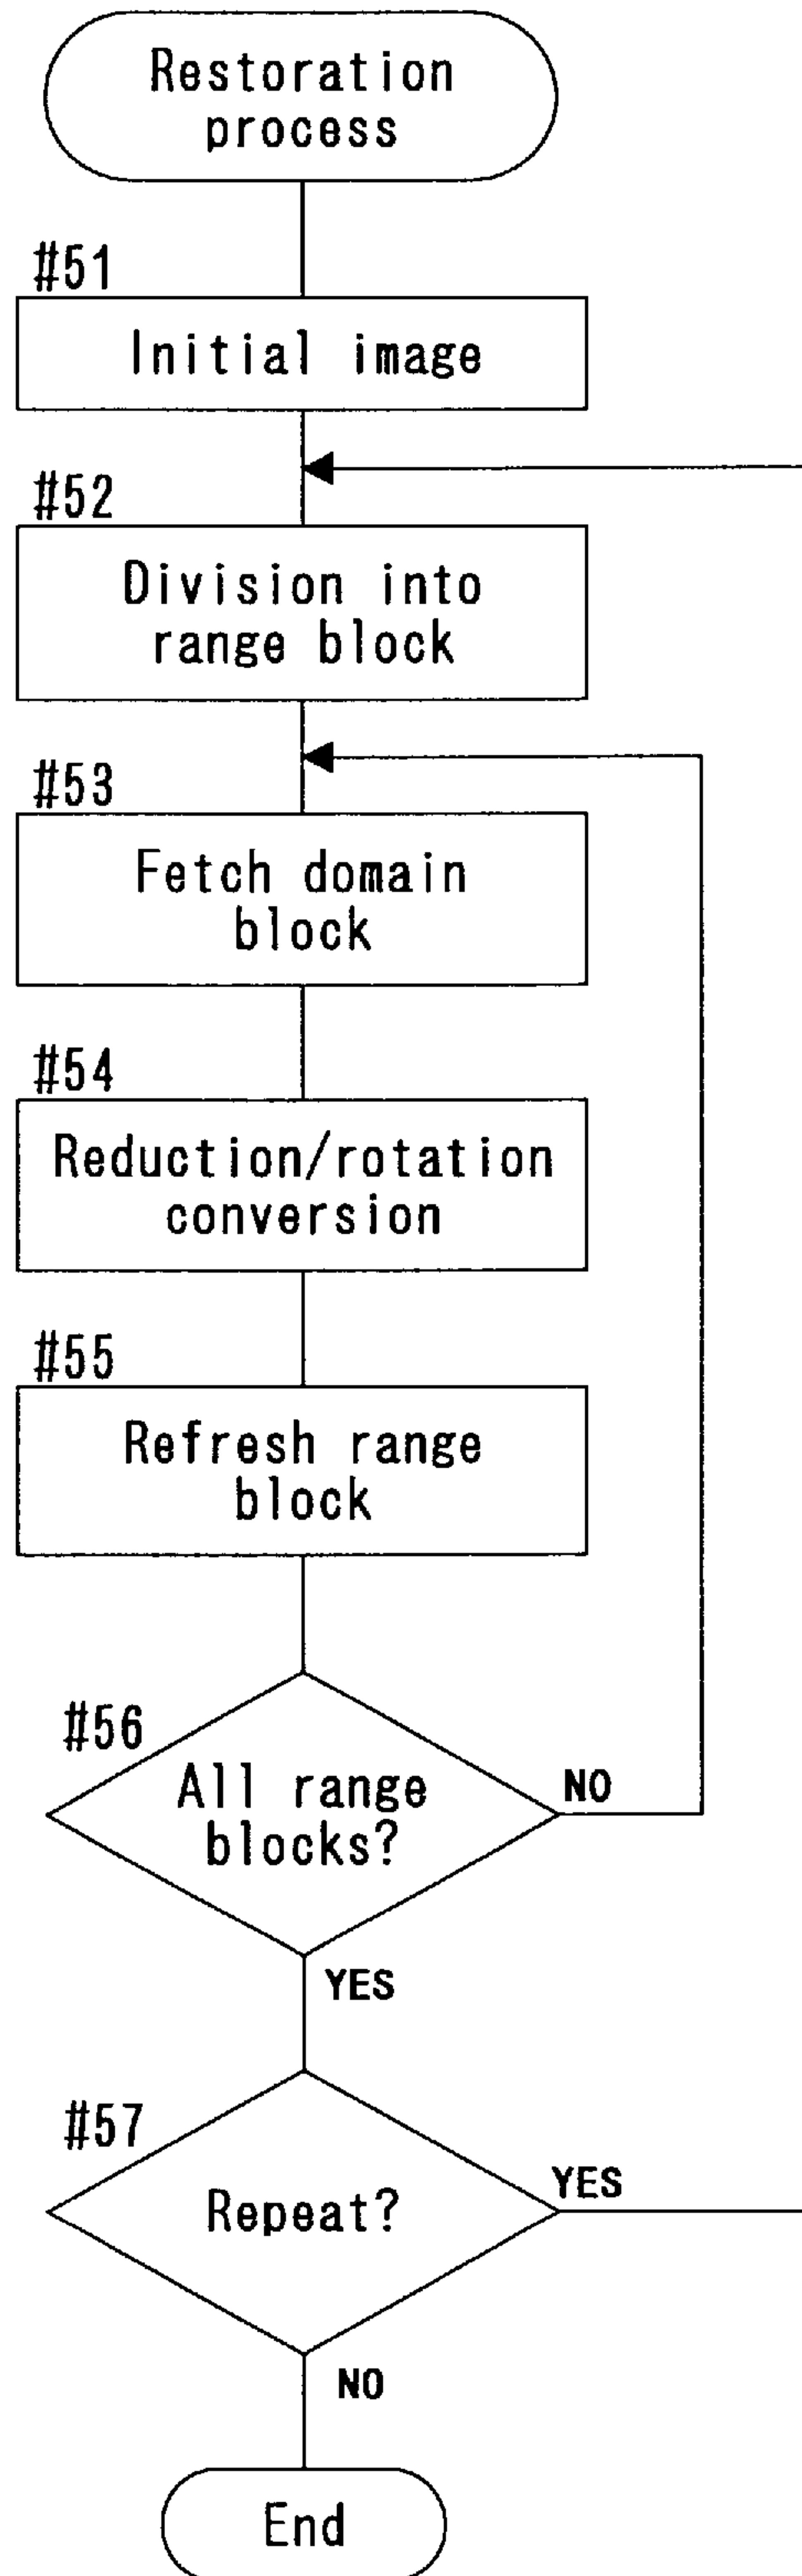 Restoration
process
#51
Initial image
#52
Division into
range block
#53
Fetch domain
block
#54
Reduction/rotation
conversion
#55
Refresh range
block
#56
All range
blocks?
NO
YES
#57
Repeat?
YES
NO
End